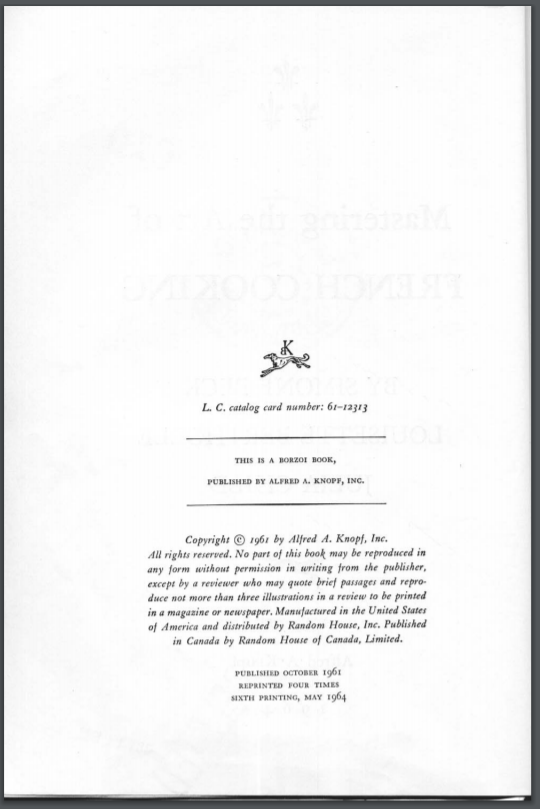 BK
L. C. catalog card number: 61–12313
THIS IS A BORZOI BOOK,
PUBLISHED BY ALFRED A. KNOPF, INC.
Copyright © 1961 by Alfred A. Knopf, Inc.
All rights reserved. No part of this book may be reproduced in
any form without permission in writing from the publisher,
except by a reviewer who may quote brief passages and repro-
duce not more than three illustrations in a review to be printed
in a magazine or newspaper. Manufactured in the United States
of America and distributed by Random House, Inc. Published
in Canada by Random House of Canada, Limited.
PUBLISHED OCTOBER 1961
REPRINTED FOUR TIMES
SIXTH PRINTING, MAY 1964